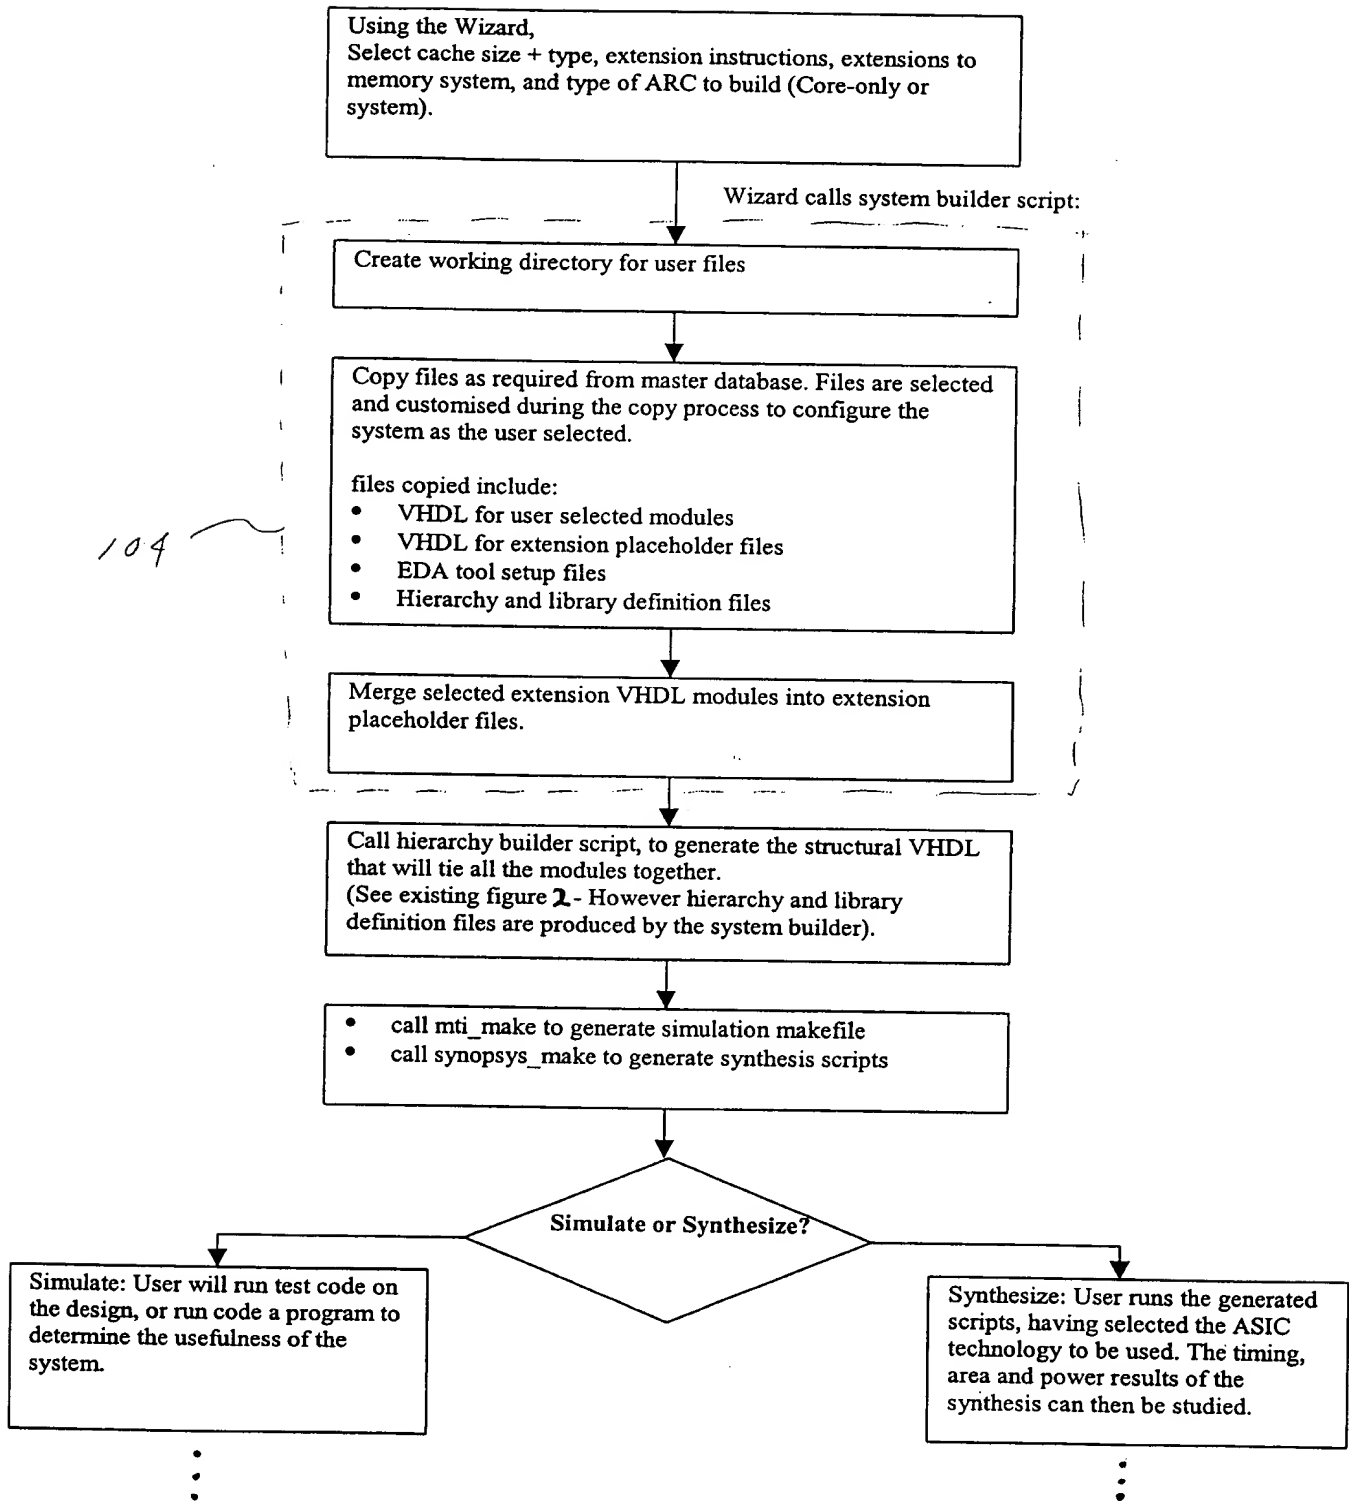 Using the Wizard,
Select cache size + type, extension instructions, extensions to
memory system, and type of ARC to build (Core-only or
system).
Wizard calls system builder script:
Create working directory for user files
Copy files as required from master database. Files are selected
and customised during the copy process to configure the
system as the user selected.
files copied include:
• VHDL for user selected modules
• VHDL for extension placeholder files
• EDA tool setup files
• Hierarchy and library definition files
104
Merge selected extension VHDL modules into extension
placeholder files.
Call hierarchy builder script, to generate the structural VHDL
that will tie all the modules together.
(See existing figure 2 - However hierarchy and library
definition files are produced by the system builder).
• call mti_make to generate simulation makefile
• call synopsys_make to generate synthesis scripts
Simulate or Synthesize?
Simulate: User will run test code on
the design, or run code a program to
determine the usefulness of the
system.
Synthesize: User runs the generated
scripts, having selected the ASIC
technology to be used. The timing,
area and power results of the
synthesis can then be studied.